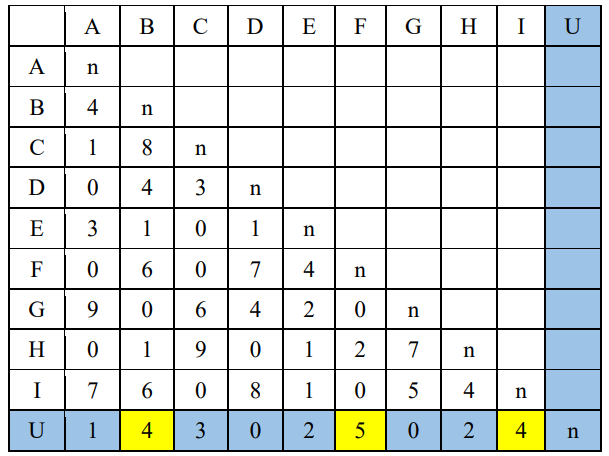 A B C D E F G H I U
A n
B 4 n
C 1 8 n
D 0 4 3 n
E 3 1 0 1 n
F 0 6 0 7 4 n
G 9 0 6 4 2 0 n
H 0 1 9 0 1 2 7 n
I 7 6 0 8 1 0 5 4 n
U 1 4 3 0 2 5 0 2 4 n